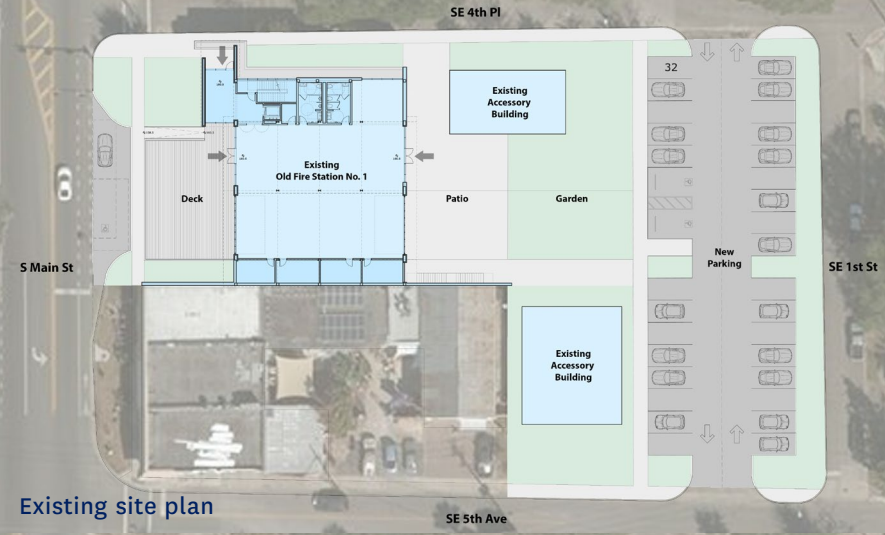 SE 4th Pl
32
Existing
Accessory
Building
Existing
Old Fire Station No. 1
Deck
Patio
Garden
New
Parking
S Main St
SE 1st St
Existing
Accessory
Building
Existing site plan
SE 5th Ave